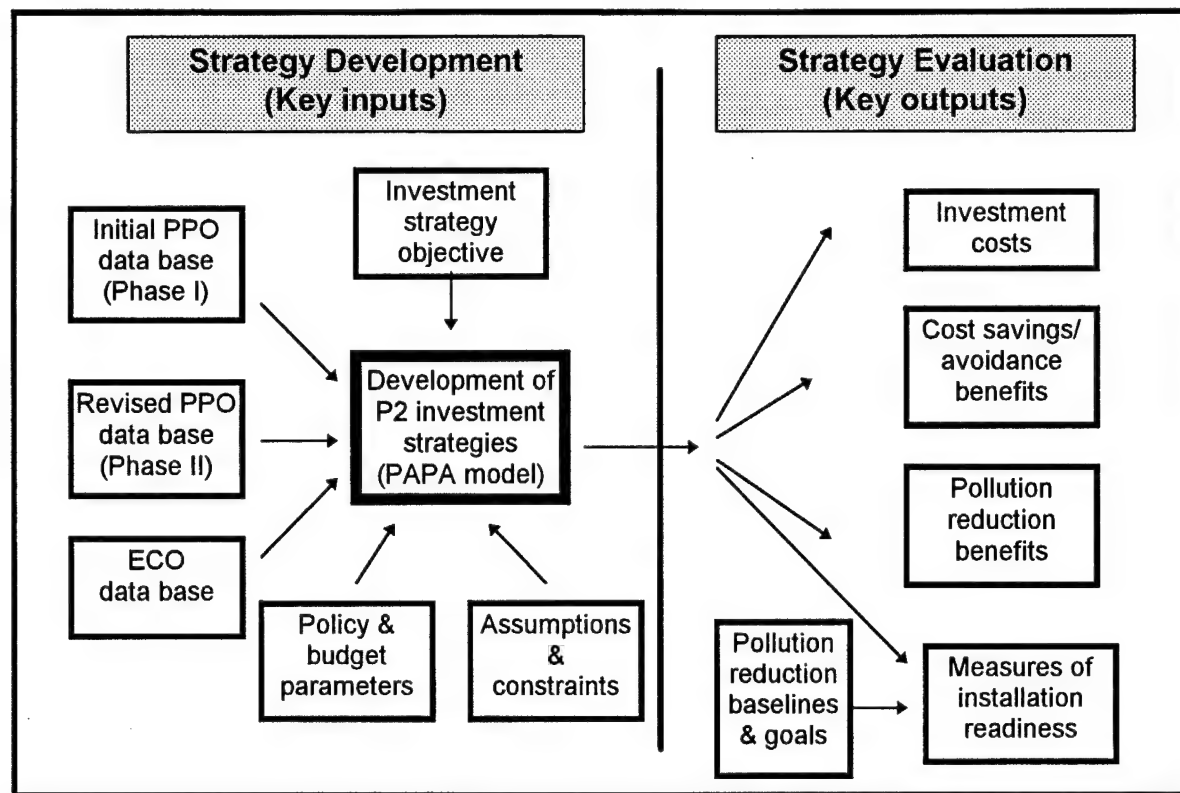 Strategy Development
(Key inputs)
Strategy Evaluation
(Key outputs)
Investment
strategy
objective
Initial PPO
data base
(Phase I)
Revised PPO
data base
(Phase II)
ECO
data base
Development of
P2 investment
strategies
(PAPA model)
Policy &
budget
parameters
Assumptions
&
constraints
Investment
costs
Cost savings/
avoidance
benefits
Pollution
reduction
benefits
Pollution
reduction
baselines
& goals
Measures of
installation
readiness